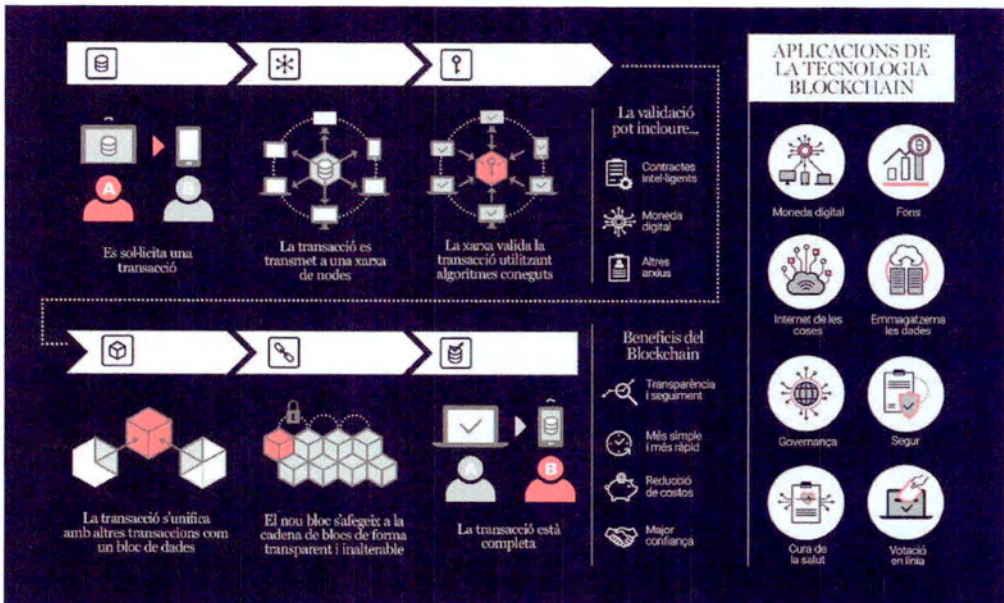 Es sol·licita una
transacció
La transacció es
transmet a una xarxa
de nodes
La xarxa valida la
transacció utilitzant
algoritmes coneguts
La validació
pot incloure...
Contractes
intel·ligents
Moneda
digital
Altres
arxius
A
B
La transacció s'unifica
amb altres transaccions com
un bloc de dades
El nou bloc s'afegeix a la
cadena de blocs de forma
transparent i inalterable
La transacció està
completa
A
B
Beneficis del
Blockchain
Transparència
i seguiment
Més simple
i més ràpid
Reducció
de costos
Major
confiança
APLICACIONS DE
LA TECNOLOGIA
BLOCKCHAIN
Moneda digital
Fons
Internet de les
coses
Emmagatzema
les dades
Governança
Segur
Cura de
la salut
Votació
en línia